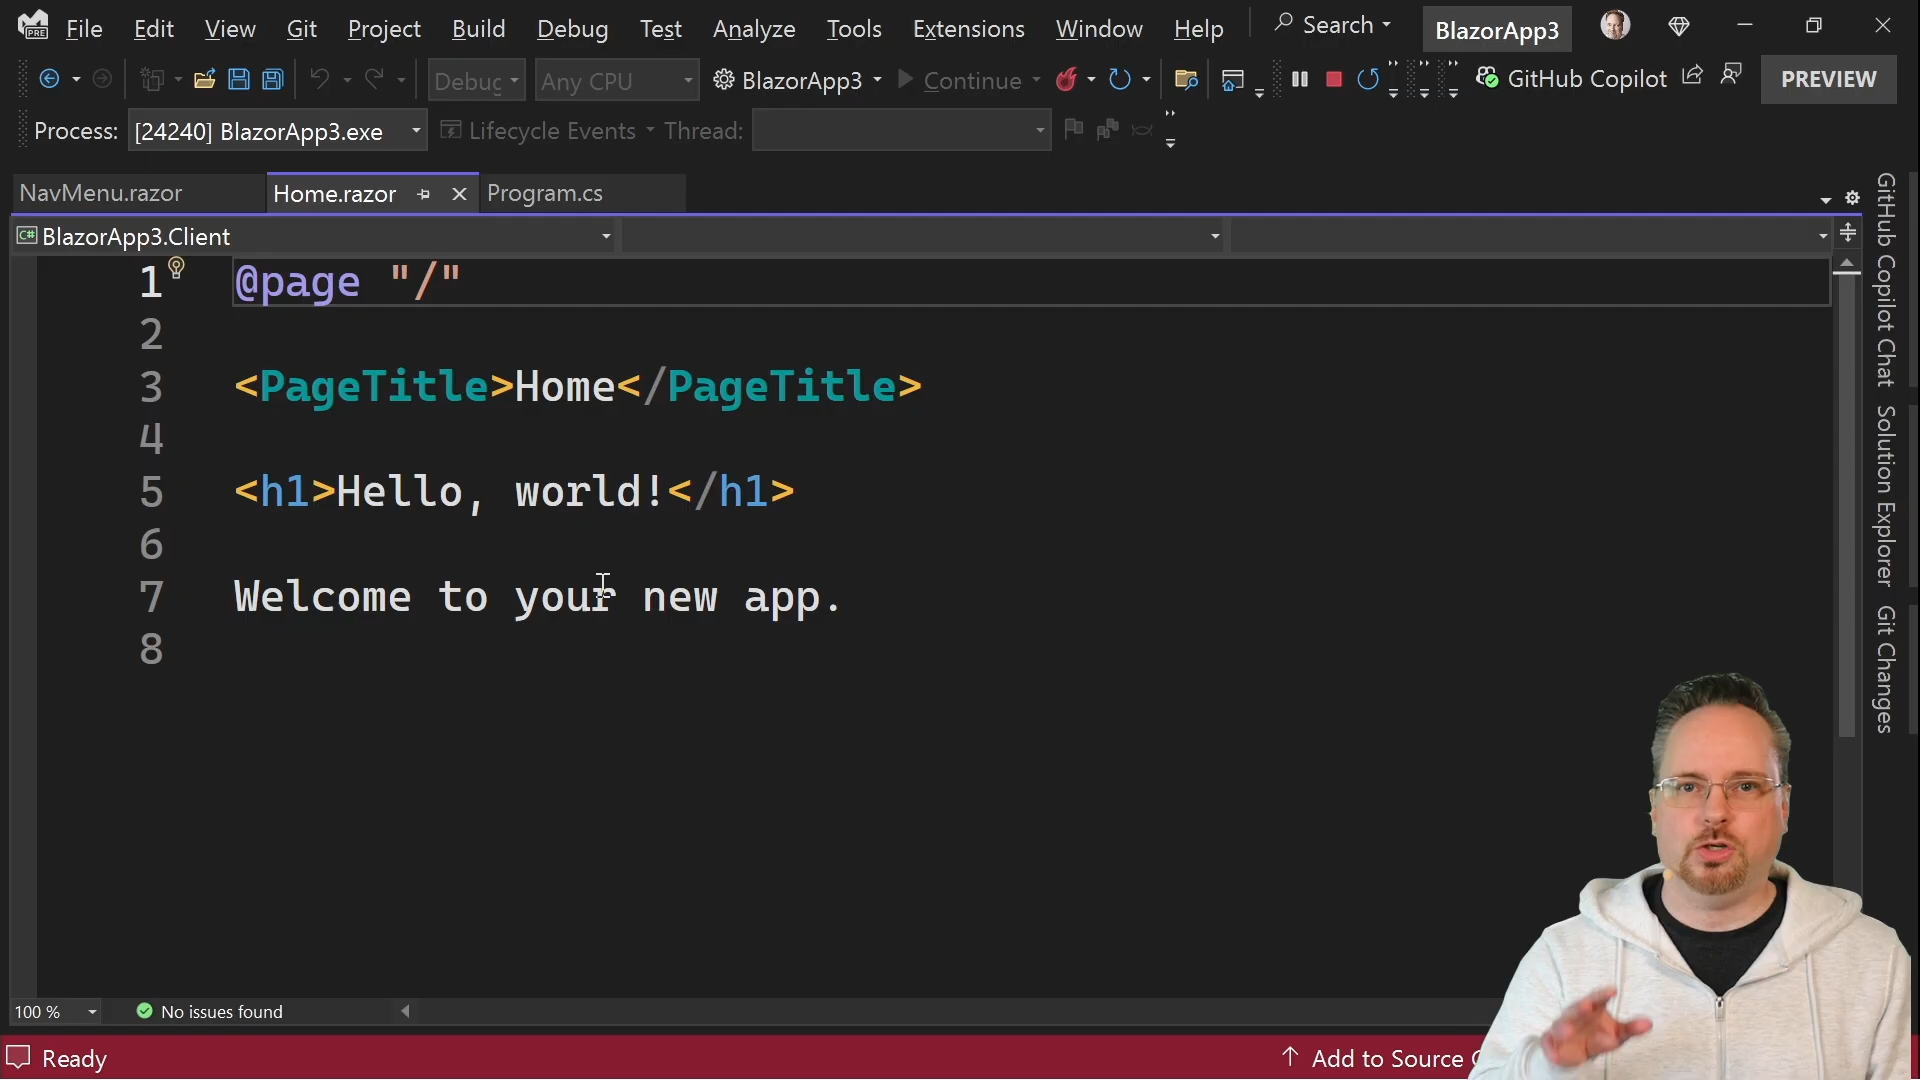 PRE File Edit View Git Project Build Debug Test Analyze Tools Extensions Window Help Search BlazorApp3
Debug Any CPU BlazorApp3 Continue GitHub Copilot PREVIEW
Process: [24240] BlazorApp3.exe Lifecycle Events Thread:
NavMenu.razor Home.razor Program.cs
C# BlazorApp3.Client
1 @page "/"
2
3 <PageTitle>Home</PageTitle>
4
5 <h1>Hello, world!</h1>
6
7 Welcome to your new app.
8
GitHub Copilot Chat
Solution Explorer
Git Changes
100 % No issues found
Ready Add to Source